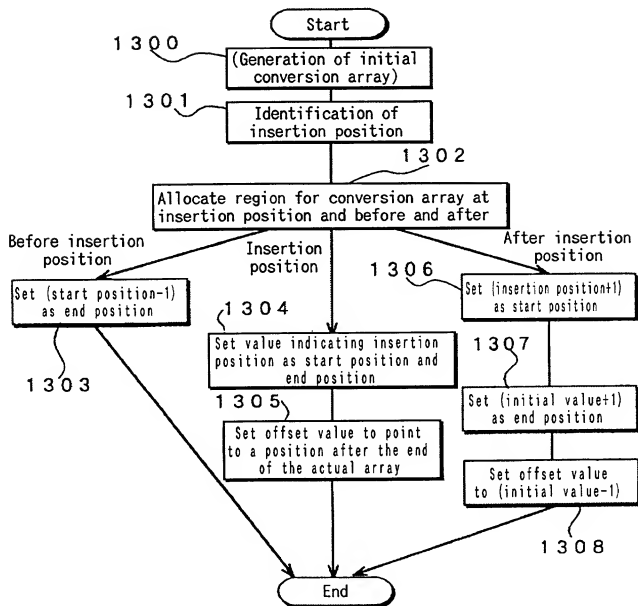 Start
1300
(Generation of initial
conversion array)
1301
Identification of
insertion position
1302
Allocate region for conversion array at
insertion position and before and after
Before insertion
position
Insertion
position
After insertion
position
Set (start position-1)
as end position
1303
1304
Set value indicating insertion
position as start position and
end position
1305
Set offset value to point
to a position after the end
of the actual array
1306
Set (insertion position+1)
as start position
1307
Set (initial value+1)
as end position
Set offset value
to (initial value-1)
1308
End